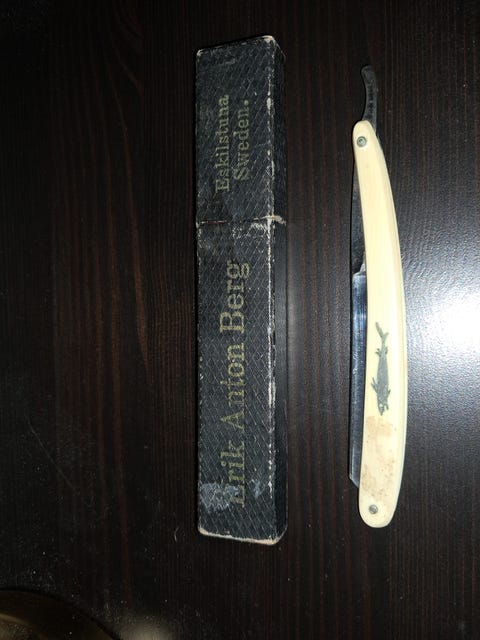 Erik Anton Berg
Eskilstuna
Sweden.